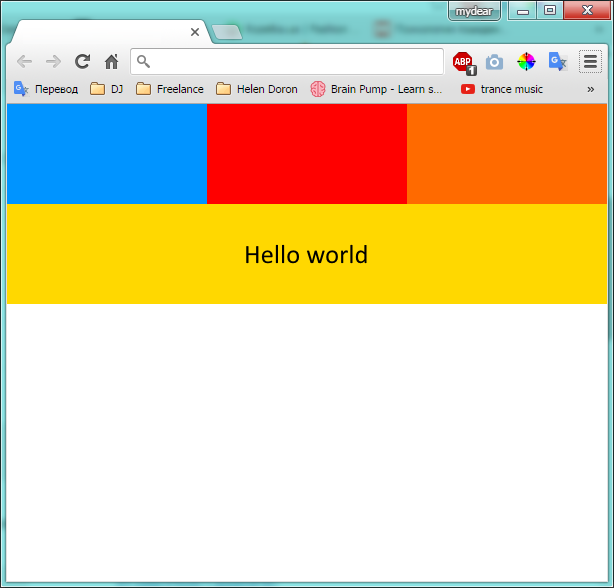 mydear
ABP 1
Перевод DJ Freelance Helen Doron Brain Pump - Learn s... trance music »
Hello world